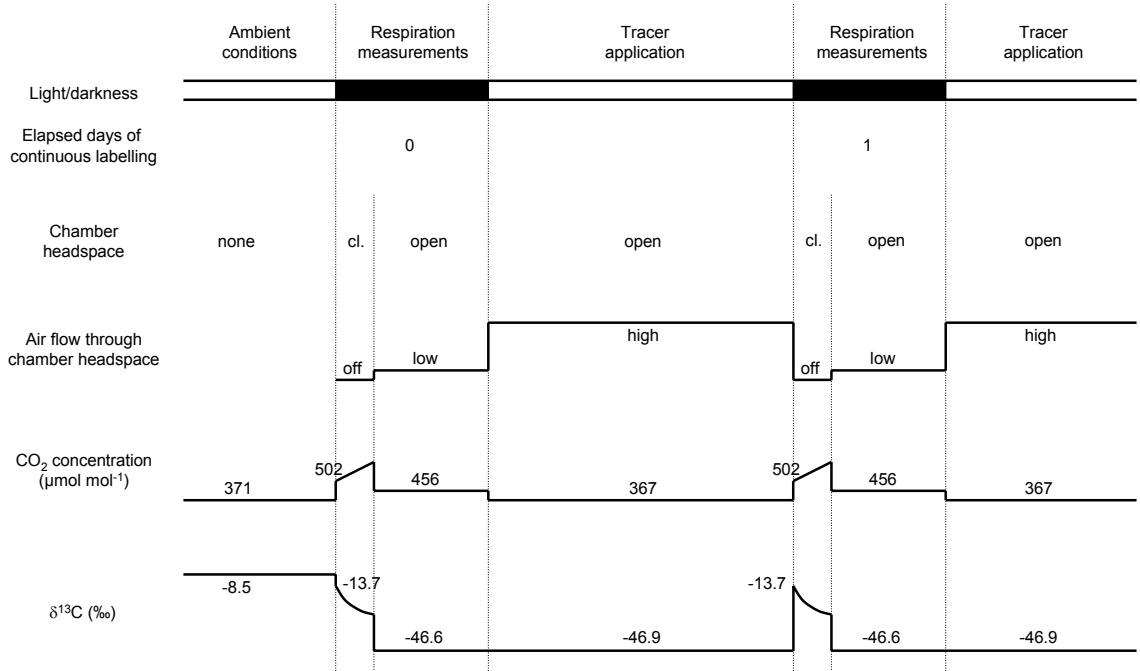 Ambient conditions
Respiration measurements
Tracer application
Respiration measurements
Tracer application
Light/darkness
Elapsed days of continuous labelling
0
1
Chamber headspace
none
cl.
open
open
cl.
open
open
Air flow through chamber headspace
off
low
high
off
low
high
CO₂ concentration (µmol mol⁻¹)
371
502
456
367
502
456
367
δ¹³C (‰)
-8.5
-13.7
-46.6
-46.9
-13.7
-46.6
-46.9